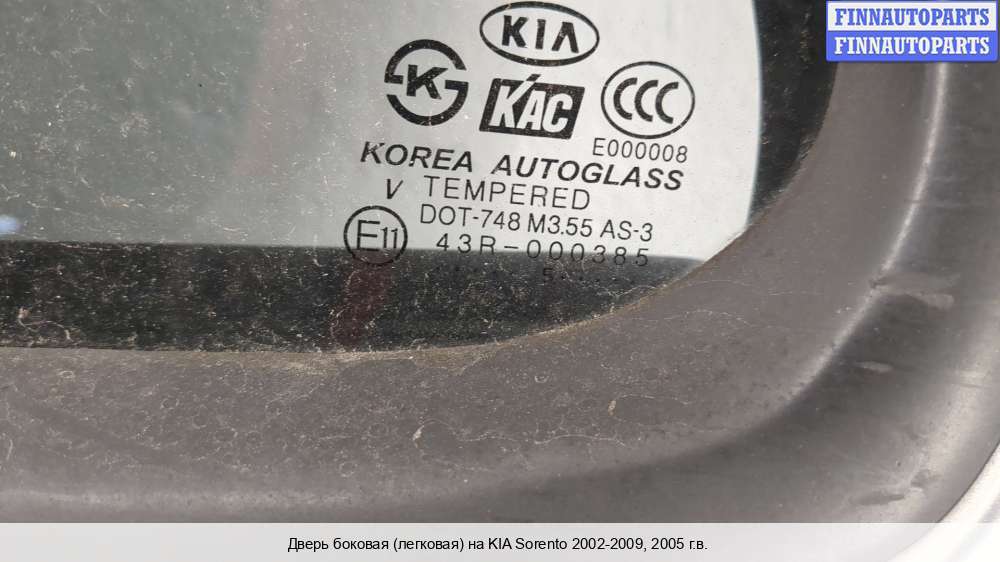 FINNAUTOPARTS
FINNAUTOPARTS
KIA
K
KAC
CCC
E000008
KOREA AUTOGLASS
V TEMPERED
DOT-748 M3.55 AS-3
E11
43R-000385
Дверь боковая (легковая) на KIA Sorento 2002-2009, 2005 г.в.